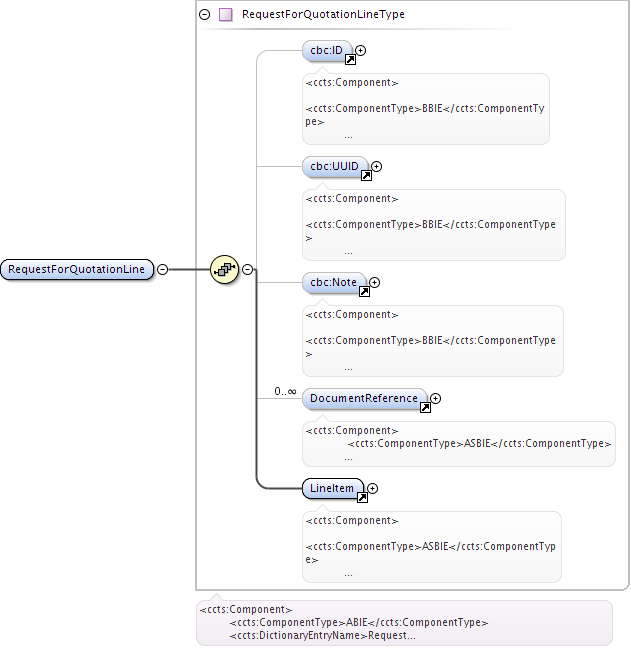 RequestForQuotationLineType
cbc:ID
<ccts:Component>
<ccts:ComponentType>BBIE</ccts:ComponentTy
pe>
...
cbc:UUID
<ccts:Component>
<ccts:ComponentType>BBIE</ccts:ComponentType
>
...
RequestForQuotationLine
cbc:Note
<ccts:Component>
<ccts:ComponentType>BBIE</ccts:ComponentType
>
...
0..∞
DocumentReference
<ccts:Component>
<ccts:ComponentType>ASBIE</ccts:ComponentType>
...
LineItem
<ccts:Component>
<ccts:ComponentType>ASBIE</ccts:ComponentTyp
e>
...
<ccts:Component>
<ccts:ComponentType>ABIE</ccts:ComponentType>
<ccts:DictionaryEntryName>Request...